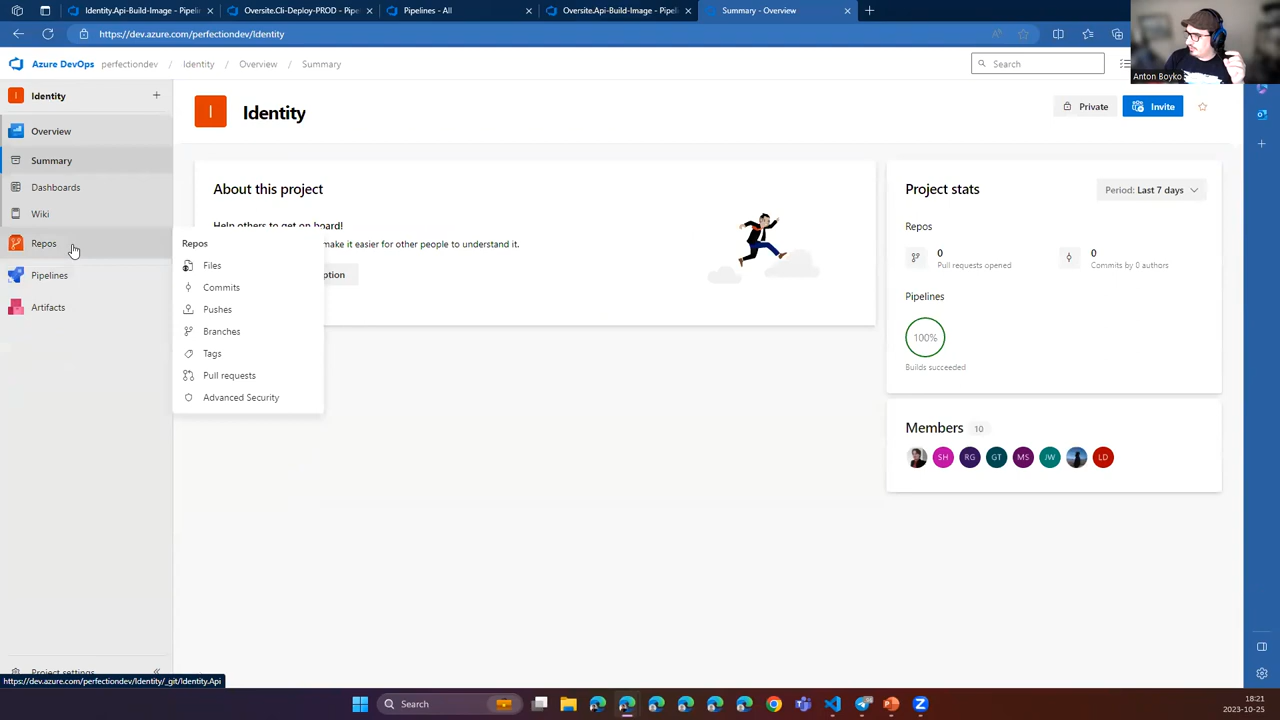 Identity.Api-Build-Image - Pipelin
Oversite.Cli-Deploy-PROD - Pipe
Pipelines - All
Oversite.Api-Build-Image - Pipel
Summary - Overview
https://dev.azure.com/perfectiondev/Identity
Anton Boyko
Azure DevOps
perfectiondev / Identity / Overview / Summary
Search
I
Identity
Overview
Summary
Dashboards
Wiki
Repos
Pipelines
Artifacts
Project settings
https://dev.azure.com/perfectiondev/Identity/_git/Identity.Api
Repos
Files
Commits
Pushes
Branches
Tags
Pull requests
Advanced Security
I
Identity
Private
Invite
About this project
Help others to get on board!
make it easier for other people to understand it.
ption
Project stats
Period: Last 7 days
Repos
0
Pull requests opened
0
Commits by 0 authors
Pipelines
100%
Builds succeeded
Members 10
SH RG GT MS JW LD
Search
18:21
2023-10-25